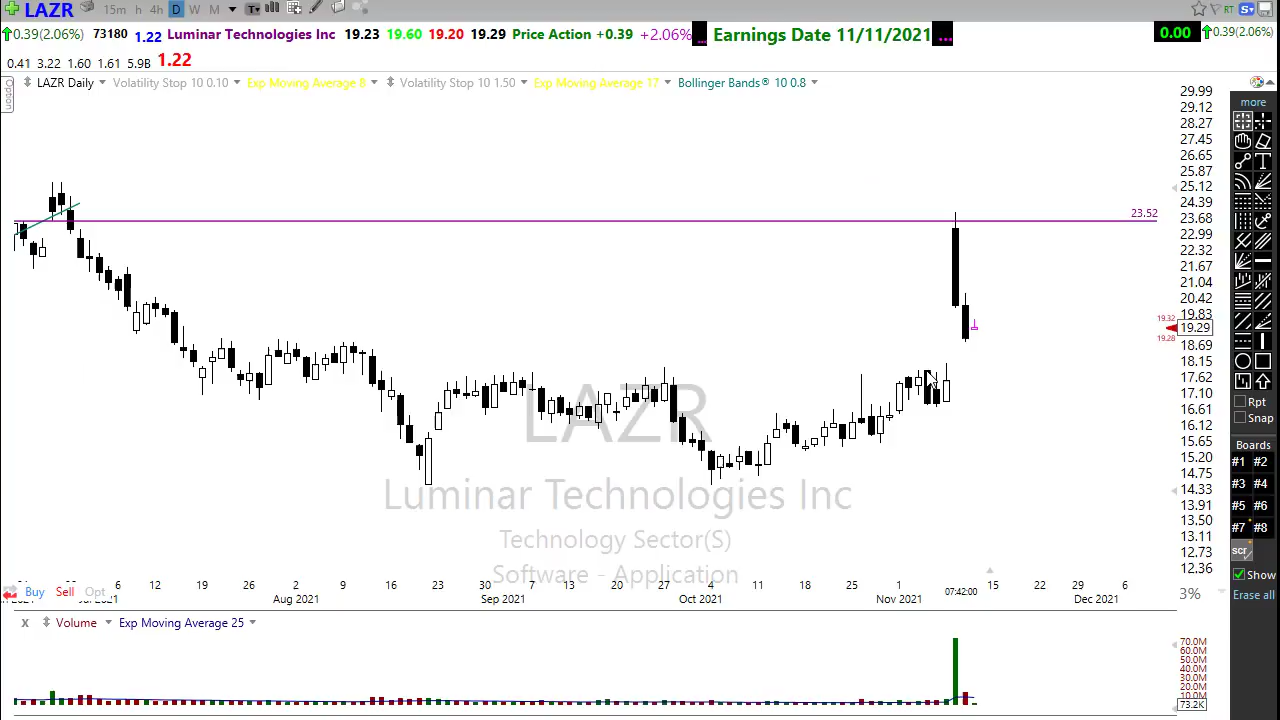 LAZR 15m h 4h D W M T
0.39(2.06%) 73180 1.22 Luminar Technologies Inc 19.23 19.60 19.20 19.29 Price Action +0.39 +2.06% ... Earnings Date 11/11/2021 ... 0.00 0.39(2.06%)
RT S
0.41 3.22 1.60 1.61 5.9B 1.22
LAZR Daily Volatility Stop 10 0.10 Exp Moving Average 8 Volatility Stop 10 1.50 Exp Moving Average 17 Bollinger Bands® 10 0.8
Option
29.99
29.12
28.27
27.45
26.65
25.87
25.12
24.39
23.68
22.99
22.32
21.67
21.04
20.42
19.83
19.29
18.69
18.15
17.62
17.10
16.61
16.12
15.65
15.20
14.75
14.33
13.91
13.50
13.11
12.73
12.36
23.52
19.32
19.28
LAZR
Luminar Technologies Inc
Technology Sector(S)
Software - Application
6 12 19 26 2 9 16 23 30 7 13 20 27 4 11 18 25 1 15 22 29 6
Aug 2021 Sep 2021 Oct 2021 Nov 2021 07:42:00 Dec 2021
Buy Sell Opt
3%
x Volume Exp Moving Average 25
70.0M
60.0M
50.0M
40.0M
30.0M
20.0M
10.0M
73.2K
more
T
Rpt
Snap
Boards
#1 #2
#3 #4
#5 #6
#7 #8
scr
Show
Erase all